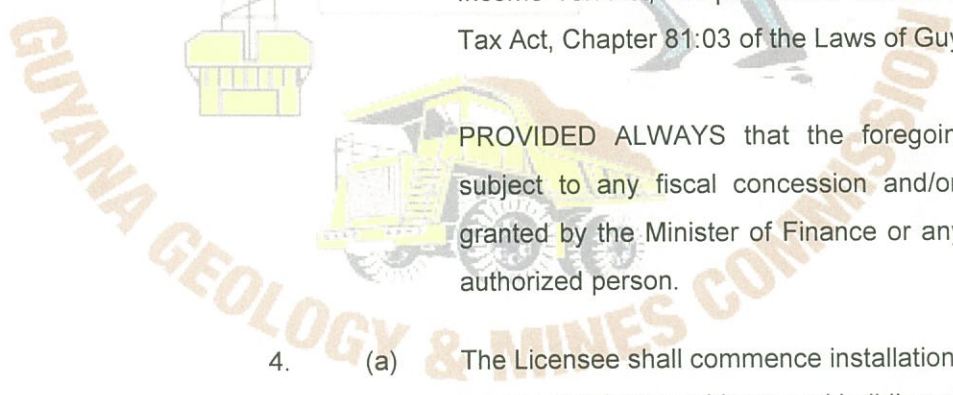 Tax Act, Chapter 81:03 of the Laws of Guy
PROVIDED ALWAYS that the foregoin
subject to any fiscal concession and/or
granted by the Minister of Finance or any
authorized person.
4. (a) The Licensee shall commence installation
GUYANA GEOLOGY & MINES COMMISSION